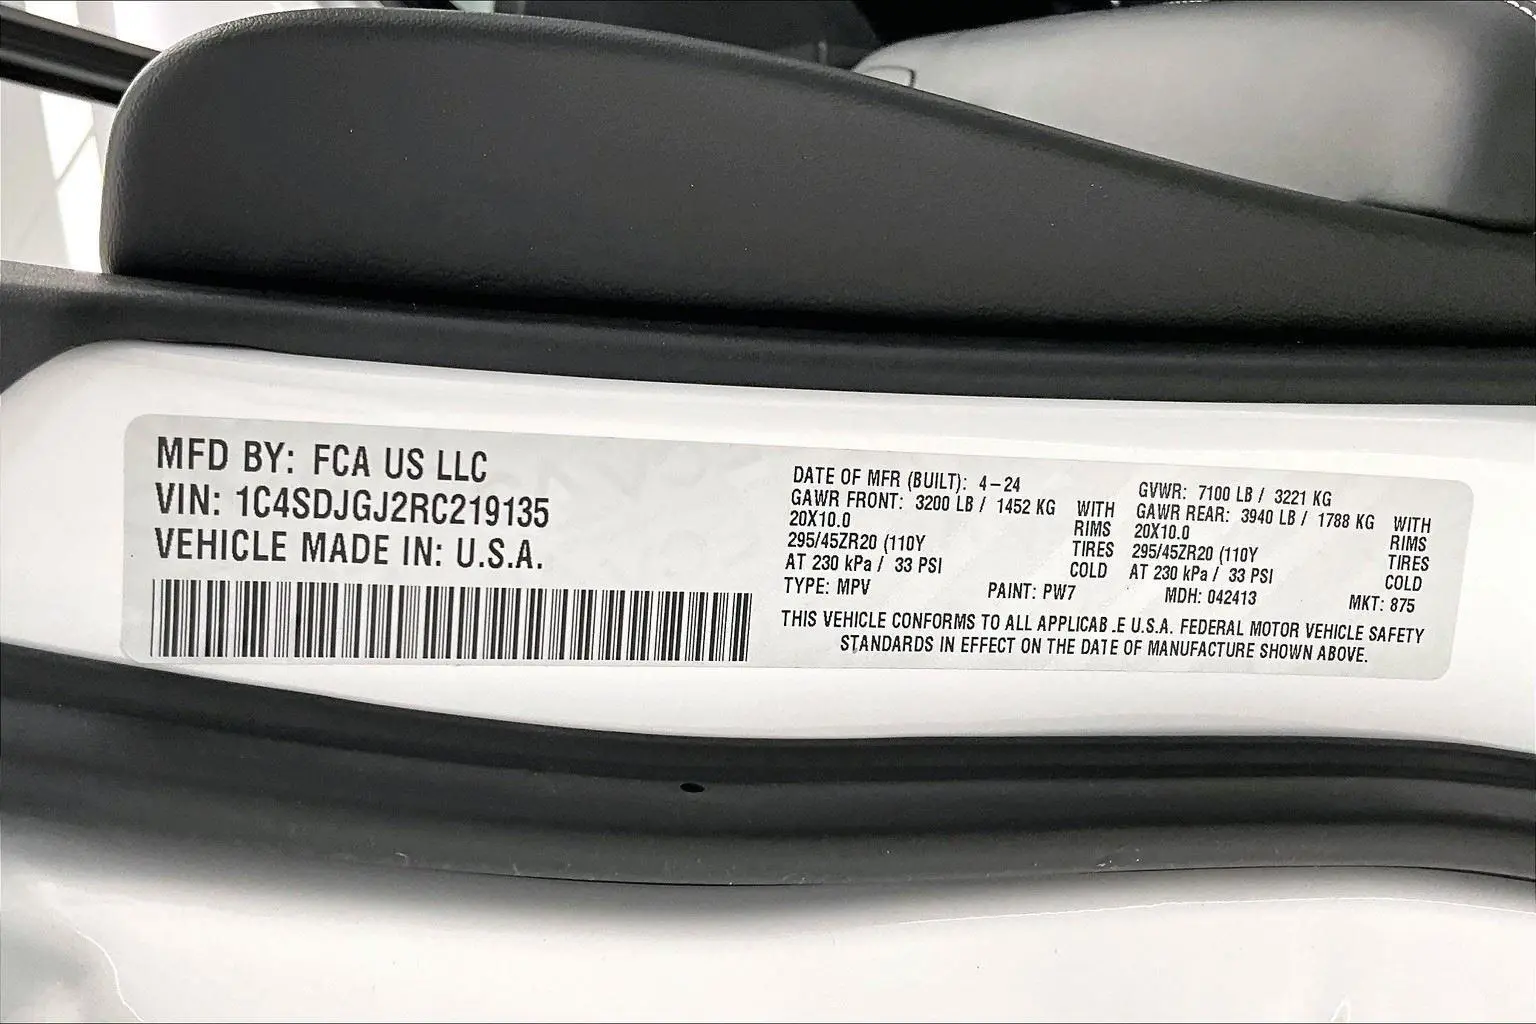 MFD BY: FCA US LLC
VIN: 1C4SDJGJ2RC219135
VEHICLE MADE IN: U.S.A.
DATE OF MFR (BUILT): 4-24
GAWR FRONT: 3200 LB / 1452 KG WITH
20X10.0 RIMS
295/45ZR20 (110Y TIRES
AT 230 kPa / 33 PSI COLD
GVWR: 7100 LB / 3221 KG
GAWR REAR: 3940 LB / 1788 KG WITH
20X10.0 RIMS
295/45ZR20 (110Y TIRES
AT 230 kPa / 33 PSI COLD
TYPE: MPV PAINT: PW7 MDH: 042413 MKT: 875
THIS VEHICLE CONFORMS TO ALL APPLICAB.E U.S.A. FEDERAL MOTOR VEHICLE SAFETY
STANDARDS IN EFFECT ON THE DATE OF MANUFACTURE SHOWN ABOVE.